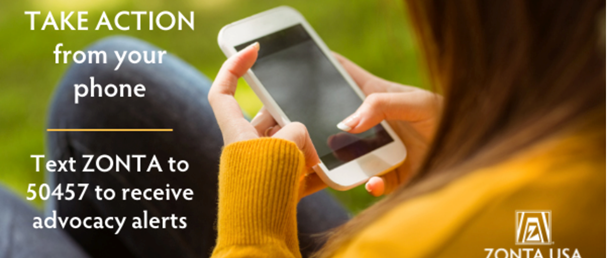 TAKE ACTION
from your
phone
Text ZONTA to
50457 to receive
advocacy alerts
ZONTA USA